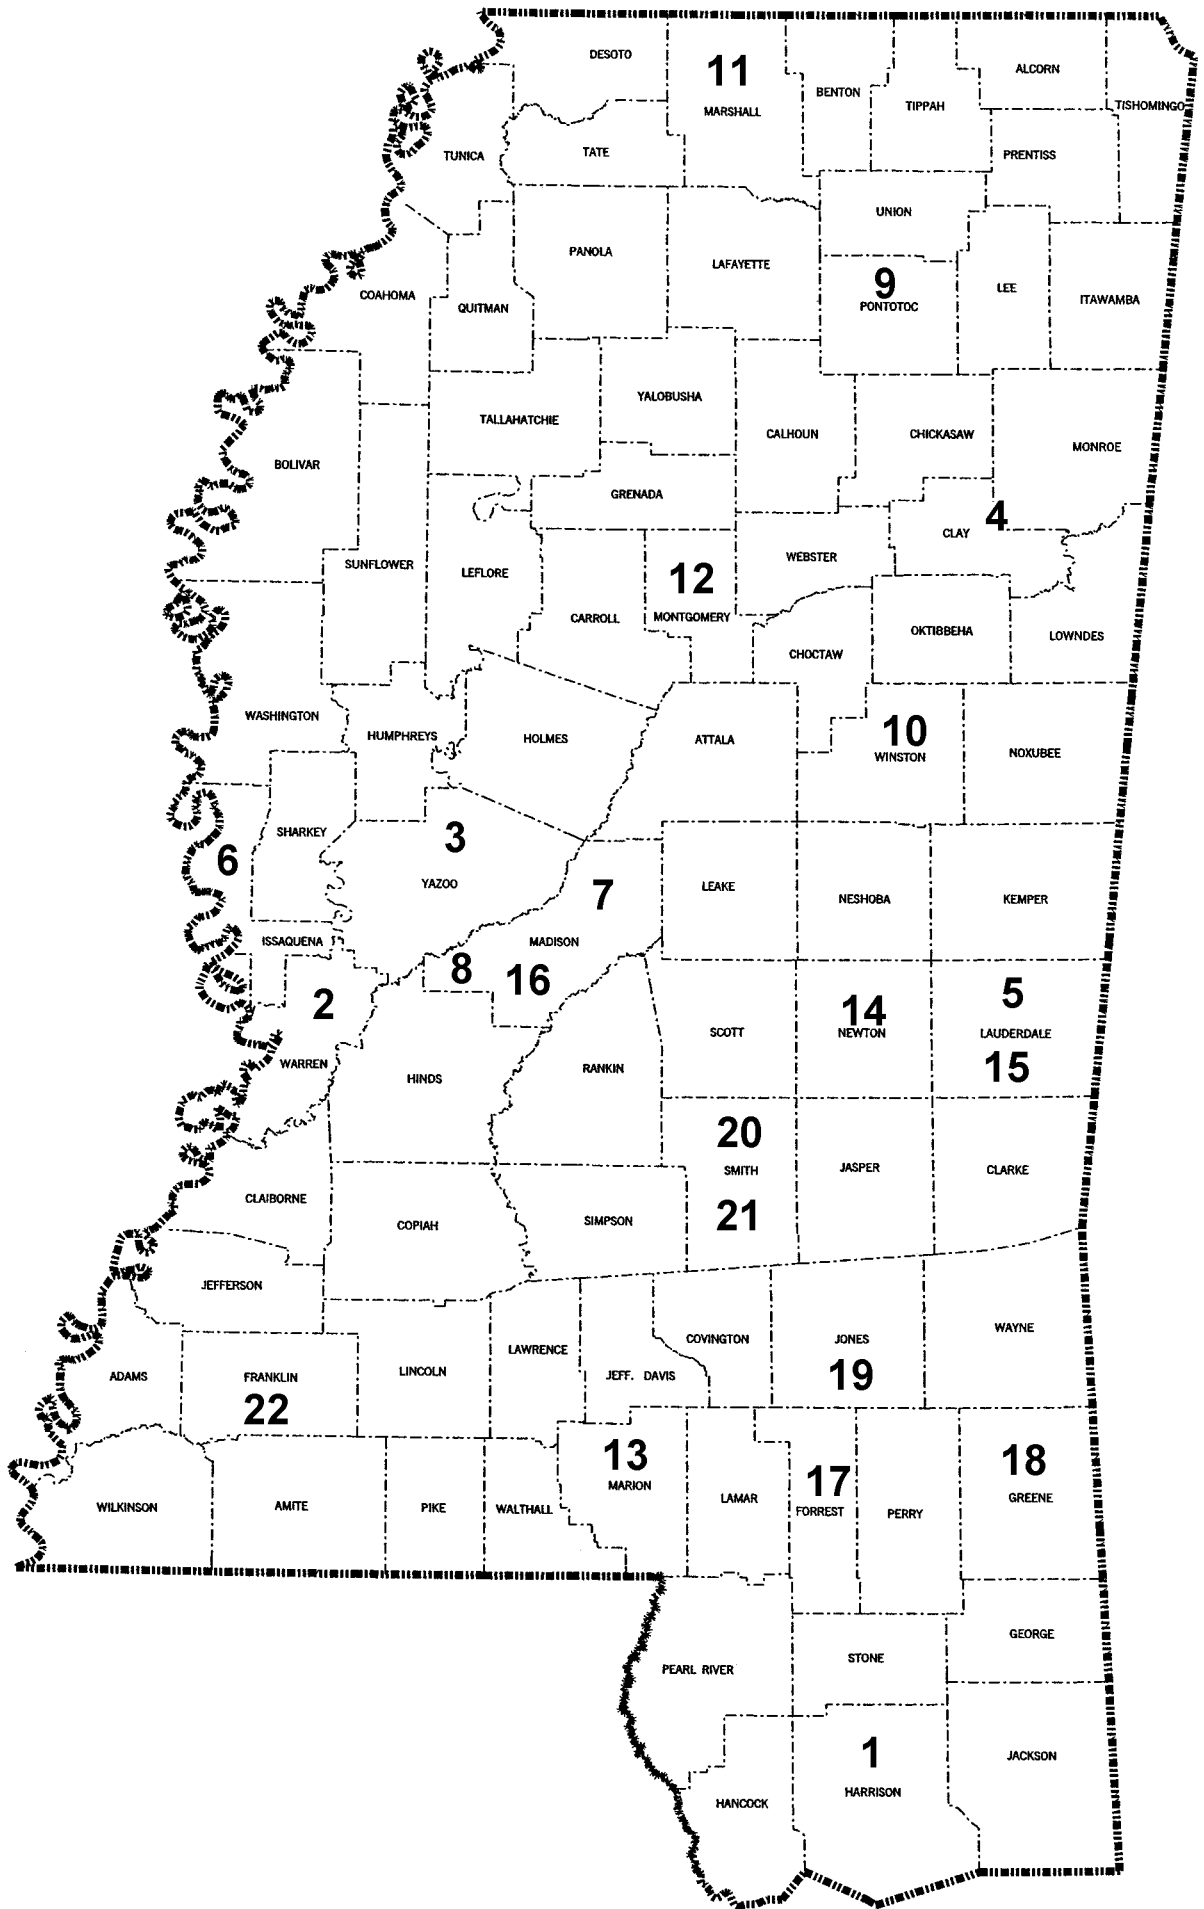 DESOTO
11
MARSHALL
BENTON
TIPPAH
ALCORN
TISHOMINGO
TUNICA
TATE
PRENTISS
UNION
PANOLA
LAFAYETTE
9
PONTOTOC
LEE
ITAWAMBA
COAHOMA
QUITMAN
TALLAHATCHIE
YALOBUSHA
CALHOUN
CHICKASAW
MONROE
BOLIVAR
GRENADA
4
CLAY
SUNFLOWER
LEFLORE
12
WEBSTER
CARROLL
MONTGOMERY
OKTIBBEHA
LOWNDES
CHOCTAW
WASHINGTON
HUMPHREYS
HOLMES
ATTALA
10
WINSTON
NOXUBEE
SHARKEY
3
6
YAZOO
7
LEAKE
NESHOBA
KEMPER
ISSAQUENA
MADISON
8
16
2
5
14
SCOTT
NEWTON
LAUDERDALE
WARREN
HINDS
RANKIN
15
20
SMITH
JASPER
CLARKE
CLAIBORNE
COPIAH
SIMPSON
21
JEFFERSON
ADAMS
FRANKLIN
22
LINCOLN
LAWRENCE
JEFF. DAVIS
COVINGTON
JONES
19
WAYNE
WILKINSON
AMITE
PIKE
WALTHALL
13
MARION
LAMAR
17
FORREST
PERRY
18
GREENE
PEARL RIVER
STONE
GEORGE
1
HARRISON
HANCOCK
JACKSON